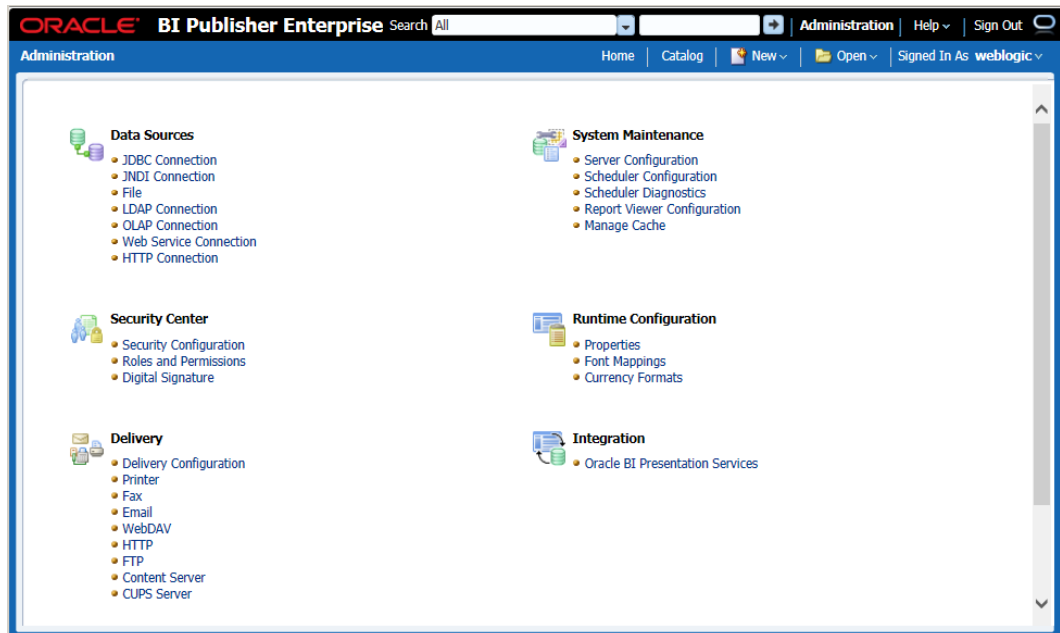 ORACLE BI Publisher Enterprise Search All Administration Help Sign Out
Administration Home Catalog New Open Signed In As weblogic
Data Sources
JDBC Connection
JNDI Connection
File
LDAP Connection
OLAP Connection
Web Service Connection
HTTP Connection
System Maintenance
Server Configuration
Scheduler Configuration
Scheduler Diagnostics
Report Viewer Configuration
Manage Cache
Security Center
Security Configuration
Roles and Permissions
Digital Signature
Runtime Configuration
Properties
Font Mappings
Currency Formats
Delivery
Delivery Configuration
Printer
Fax
Email
WebDAV
HTTP
FTP
Content Server
CUPS Server
Integration
Oracle BI Presentation Services